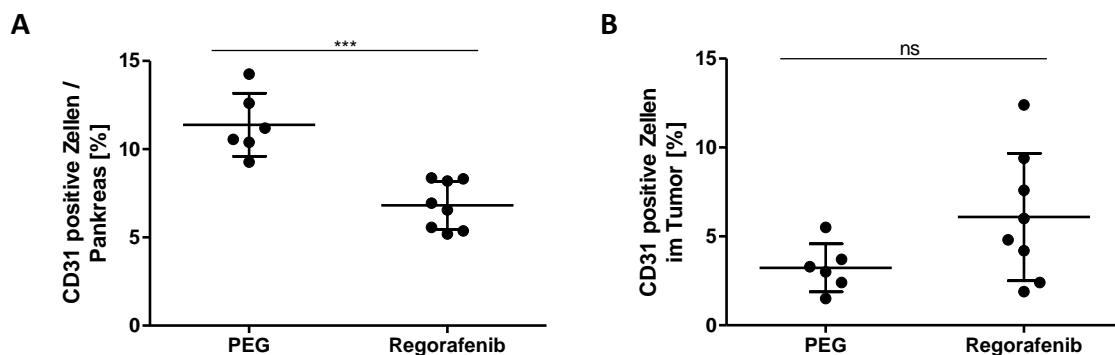 A
CD31 positive Zellen /
Pankreas [%]
15
10
5
0
***
PEG
Regorafenib
B
CD31 positive Zellen
im Tumor [%]
15
10
5
0
ns
PEG
Regorafenib